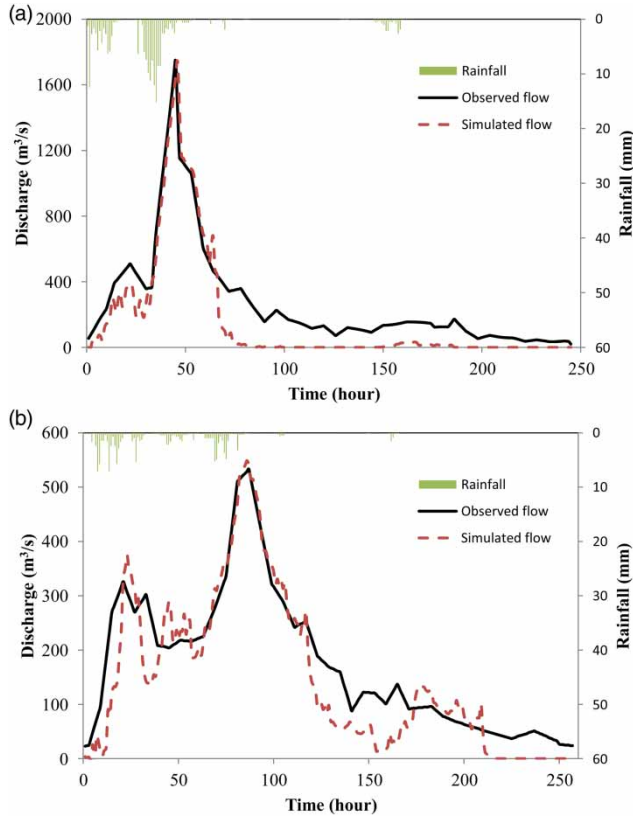 (a)
2000
1600
1200
800
400
0
Discharge (m³/s)
0
10
20
30
40
50
60
Rainfall (mm)
Rainfall
Observed flow
Simulated flow
0 50 100 150 200 250
Time (hour)
(b)
600
500
400
300
200
100
0
Discharge (m³/s)
0
10
20
30
40
50
60
Rainfall (mm)
Rainfall
Observed flow
Simulated flow
0 50 100 150 200 250
Time (hour)